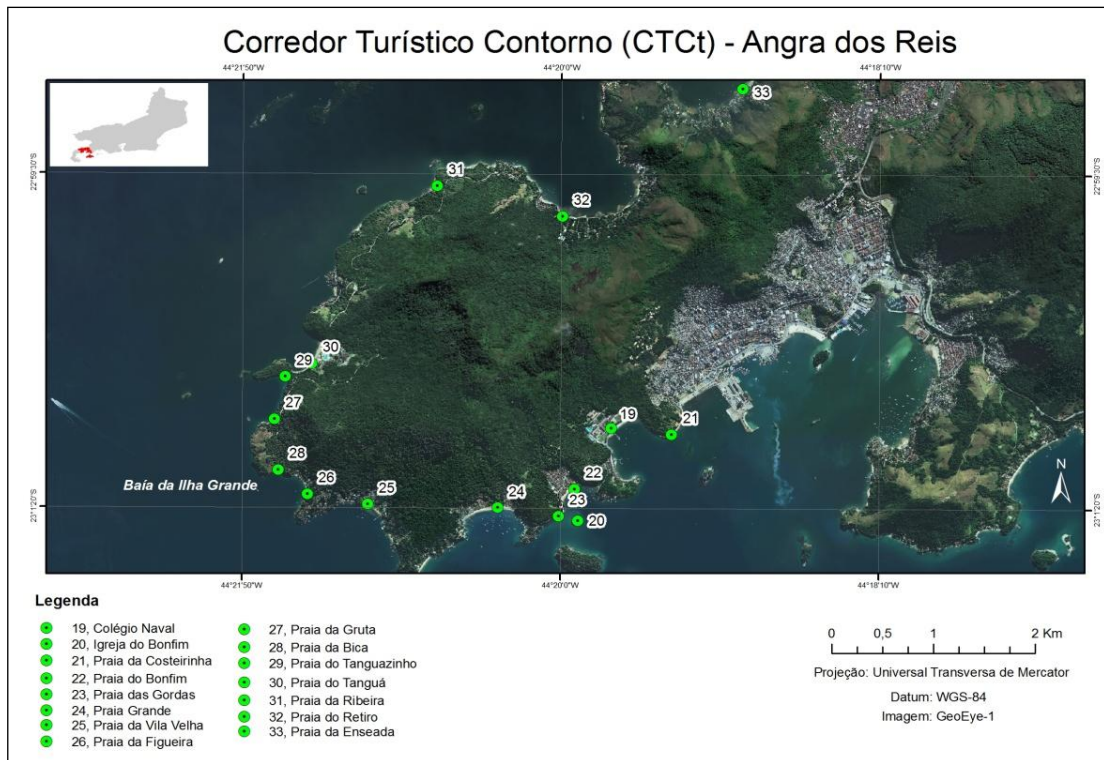 Corredor Turístico Contorno (CTCt) - Angra dos Reis
44°21'50"W 44°20'0"W 44°18'10"W
33
22°59'30"S 22°59'30"S
31
32
30
29
27
19
21
28
22
Baía da Ilha Grande
26
25
24
23
20
N
23°1'20"S 23°1'20"S
44°21'50"W 44°20'0"W 44°18'10"W
Legenda
19, Colégio Naval
20, Igreja do Bonfim
21, Praia da Costeirinha
22, Praia do Bonfim
23, Praia das Gordas
24, Praia Grande
25, Praia da Vila Velha
26, Praia da Figueira
27, Praia da Gruta
28, Praia da Bica
29, Praia do Tanguazinho
30, Praia do Tanguá
31, Praia da Ribeira
32, Praia do Retiro
33, Praia da Enseada
0 0,5 1 2 Km
Projeção: Universal Transversa de Mercator
Datum: WGS-84
Imagem: GeoEye-1